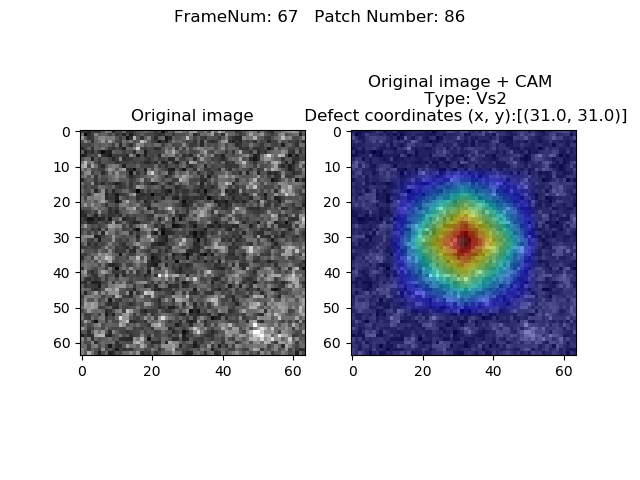 FrameNum: 67   Patch Number: 86
Original image + CAM
Type: Vs2
Original image
Defect coordinates (x, y):[(31.0, 31.0)]
0
10
20
30
40
50
60
0 20 40 60
0
10
20
30
40
50
60
0 20 40 60